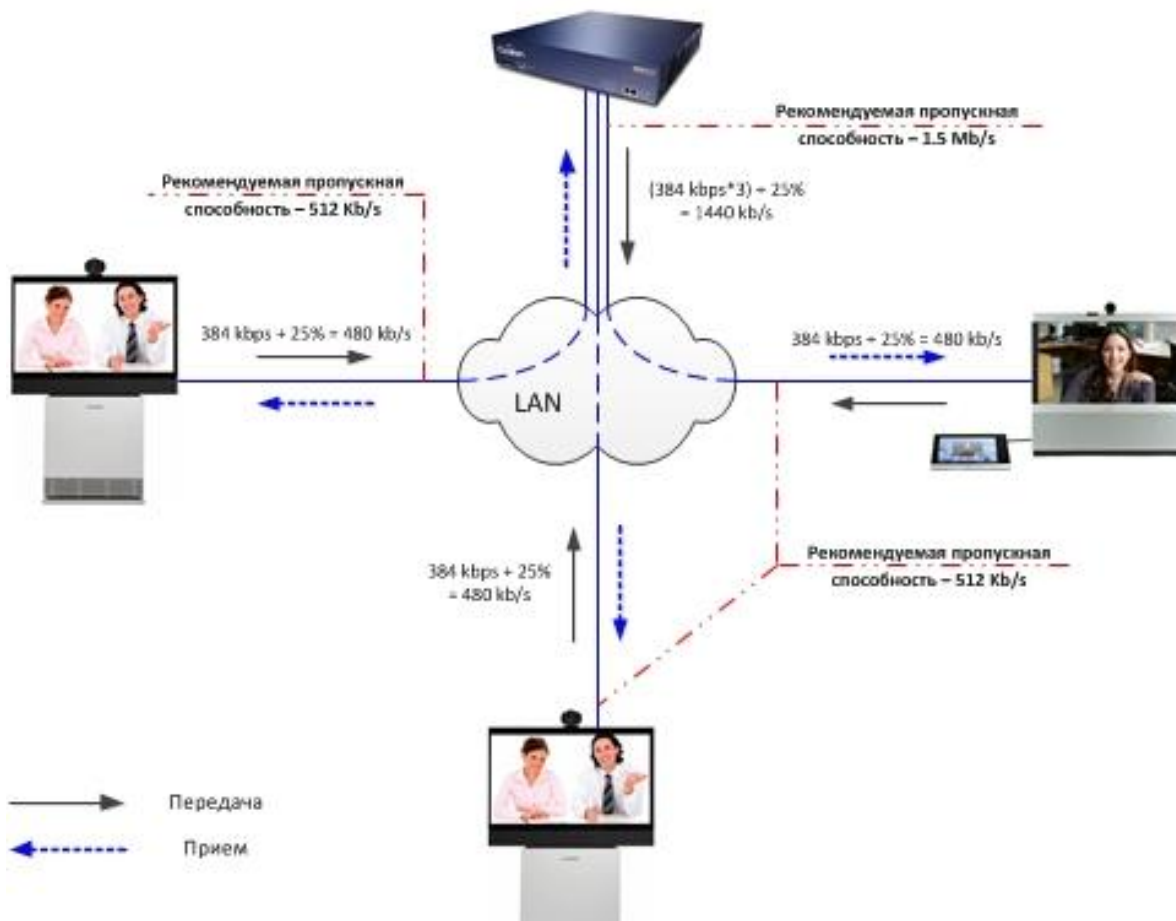 Рекомендуемая пропускная
способность – 1.5 Mb/s
(384 kbps*3) + 25%
= 1440 kb/s
Рекомендуемая пропускная
способность – 512 Kb/s
384 kbps + 25% = 480 kb/s
384 kbps + 25% = 480 kb/s
LAN
Рекомендуемая пропускная
способность – 512 Kb/s
384 kbps + 25%
= 480 kb/s
Передача
Прием